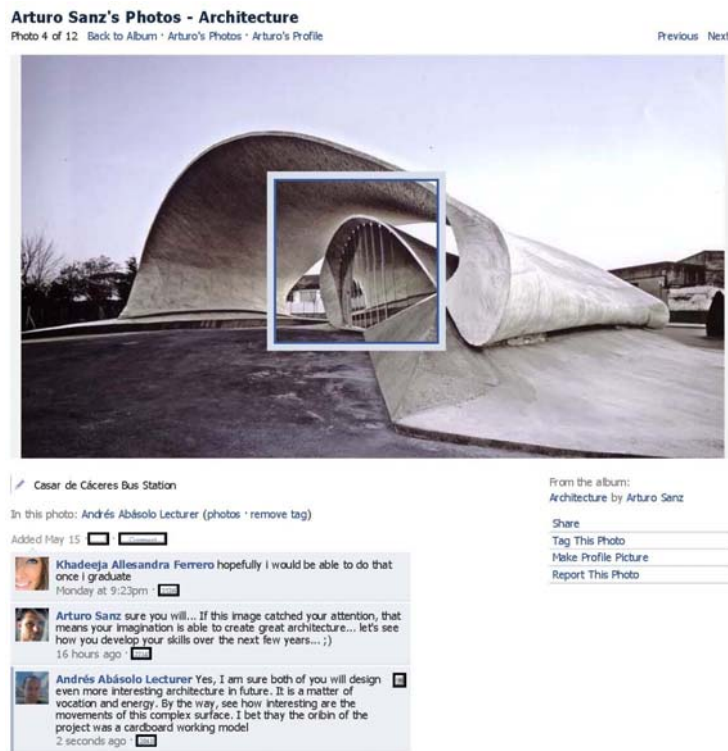 Arturo Sanz's Photos - Architecture
Photo 4 of 12 Back to Album · Arturo's Photos · Arturo's Profile
Previous Next
Casar de Cáceres Bus Station
In this photo: Andrés Abásolo Lecturer (photos · remove tag)
Added May 15 ·
Khadeeja Allesandra Ferrero hopefully i would be able to do that
once i graduate
Monday at 9:23pm ·
Arturo Sanz sure you will... If this image catched your attention, that
means your imagination is able to create great architecture... let's see
how you develop your skills over the next few years... ;)
16 hours ago ·
Andrés Abásolo Lecturer Yes, I am sure both of you will design
even more interesting architecture in future. It is a matter of
vocation and energy. By the way, see how interesting are the
movements of this complex surface. I bet thay the oribin of the
project was a cardboard working model
2 seconds ago ·
From the album:
Architecture by Arturo Sanz
Share
Tag This Photo
Make Profile Picture
Report This Photo